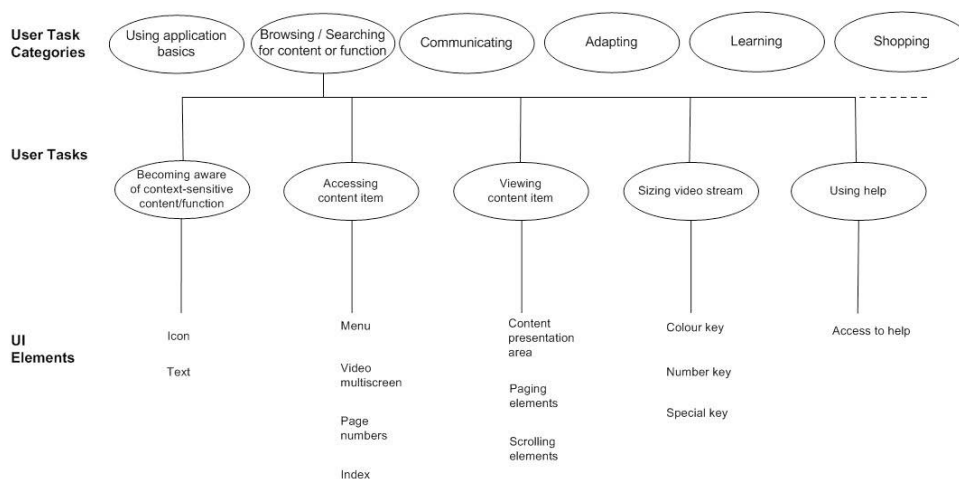 User Task
Categories
Using application
basics
Browsing / Searching
for content or function
Communicating
Adapting
Learning
Shopping
User Tasks
Becoming aware
of context-sensitive
content/function
Accessing
content item
Viewing
content item
Sizing video stream
Using help
UI
Elements
Icon
Text
Menu
Video
multiscreen
Page
numbers
Index
Content
presentation
area
Paging
elements
Scrolling
elements
Colour key
Number key
Special key
Access to help